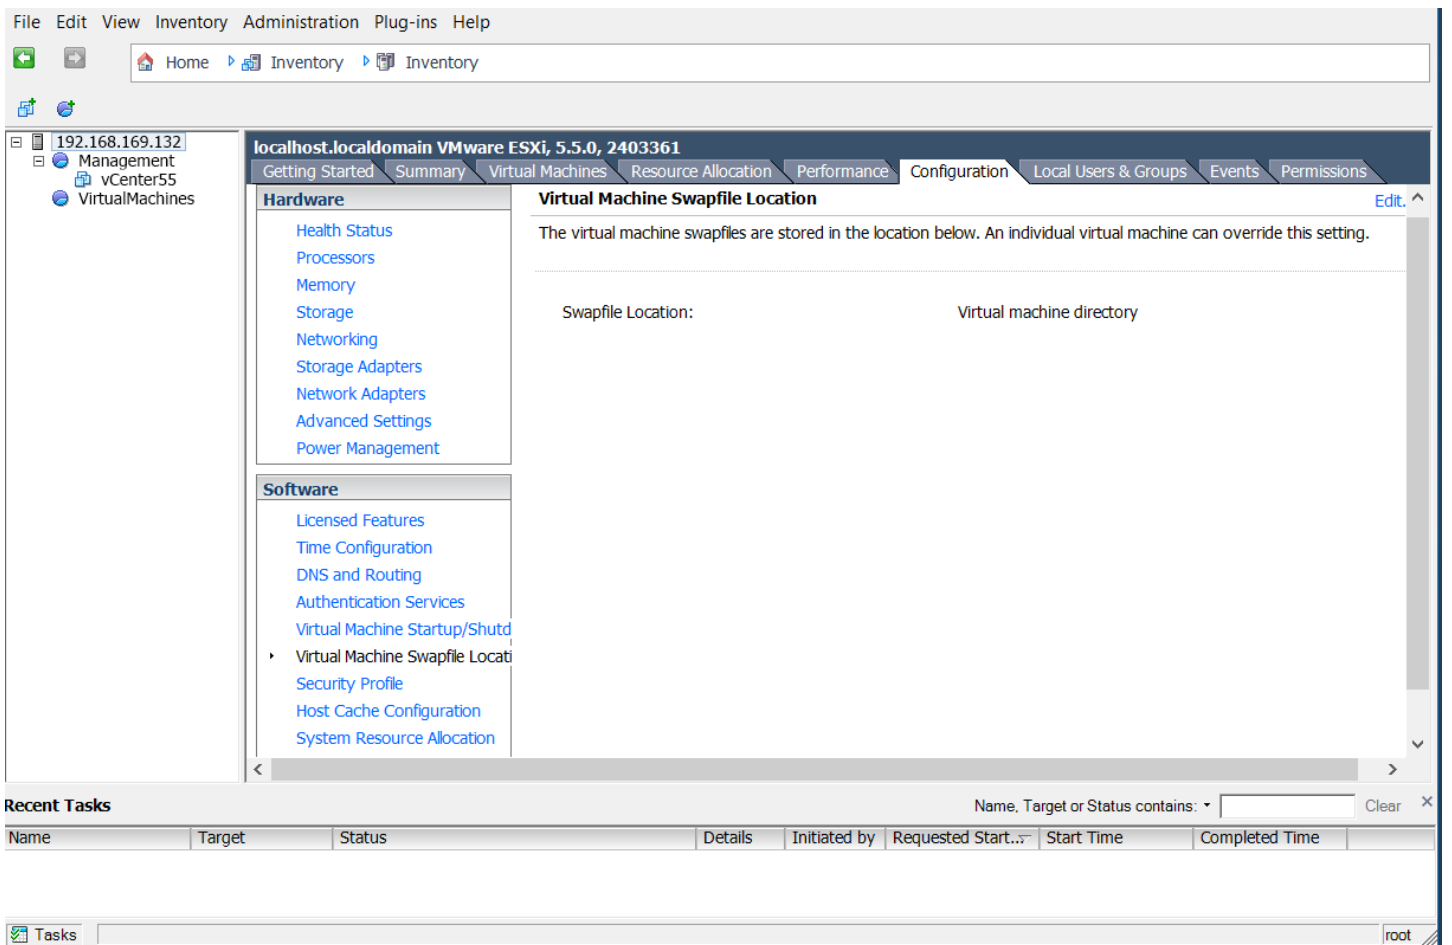 File Edit View Inventory Administration Plug-ins Help
Home Inventory Inventory
192.168.169.132
Management
vCenter55
VirtualMachines
localhost.localdomain VMware ESXi, 5.5.0, 2403361
Getting Started Summary Virtual Machines Resource Allocation Performance Configuration Local Users & Groups Events Permissions
Hardware
Health Status
Processors
Memory
Storage
Networking
Storage Adapters
Network Adapters
Advanced Settings
Power Management
Software
Licensed Features
Time Configuration
DNS and Routing
Authentication Services
Virtual Machine Startup/Shutd
Virtual Machine Swapfile Locati
Security Profile
Host Cache Configuration
System Resource Allocation
Virtual Machine Swapfile Location Edit.
The virtual machine swapfiles are stored in the location below. An individual virtual machine can override this setting.
Swapfile Location: Virtual machine directory
Recent Tasks Name, Target or Status contains: Clear
Name Target Status Details Initiated by Requested Start... Start Time Completed Time
Tasks root